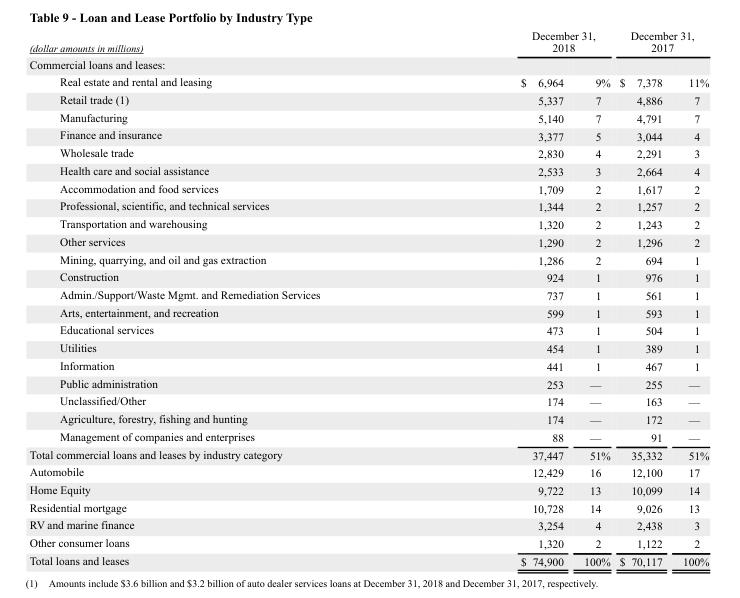 Table 9 - Loan and Lease Portfolio by Industry Type
(dollar amounts in millions) December 31, 2018 December 31, 2017
Commercial loans and leases:
Real estate and rental and leasing $ 6,964 9% $ 7,378 11%
Retail trade (1) 5,337 7 4,886 7
Manufacturing 5,140 7 4,791 7
Finance and insurance 3,377 5 3,044 4
Wholesale trade 2,830 4 2,291 3
Health care and social assistance 2,533 3 2,664 4
Accommodation and food services 1,709 2 1,617 2
Professional, scientific, and technical services 1,344 2 1,257 2
Transportation and warehousing 1,320 2 1,243 2
Other services 1,290 2 1,296 2
Mining, quarrying, and oil and gas extraction 1,286 2 694 1
Construction 924 1 976 1
Admin./Support/Waste Mgmt. and Remediation Services 737 1 561 1
Arts, entertainment, and recreation 599 1 593 1
Educational services 473 1 504 1
Utilities 454 1 389 1
Information 441 1 467 1
Public administration 253 — 255 —
Unclassified/Other 174 — 163 —
Agriculture, forestry, fishing and hunting 174 — 172 —
Management of companies and enterprises 88 — 91 —
Total commercial loans and leases by industry category 37,447 51% 35,332 51%
Automobile 12,429 16 12,100 17
Home Equity 9,722 13 10,099 14
Residential mortgage 10,728 14 9,026 13
RV and marine finance 3,254 4 2,438 3
Other consumer loans 1,320 2 1,122 2
Total loans and leases $ 74,900 100% $ 70,117 100%
(1) Amounts include $3.6 billion and $3.2 billion of auto dealer services loans at December 31, 2018 and December 31, 2017, respectively.